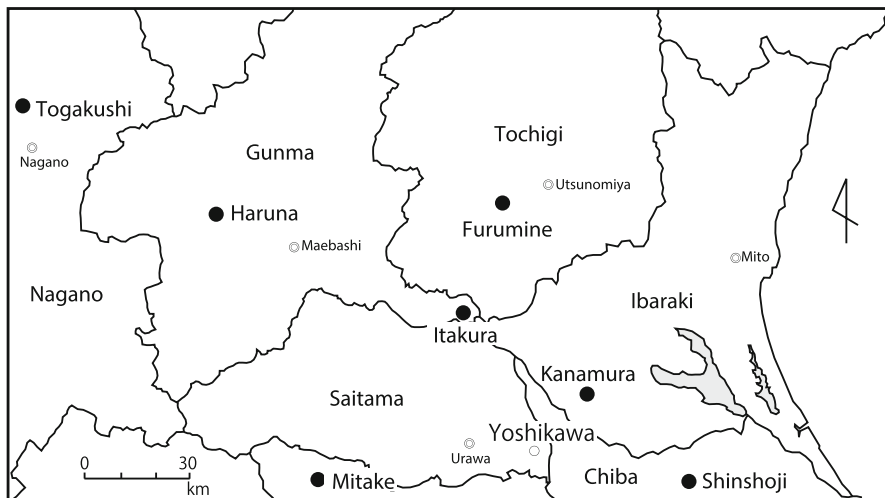 Togakushi
Nagano
Gunma
Tochigi
Utsunomiya
Haruna
Furumine
Maebashi
Mito
Nagano
Ibaraki
Itakura
Kanamura
Saitama
Yoshikawa
Urawa
0 30
km
Mitake
Chiba
Shinshoji